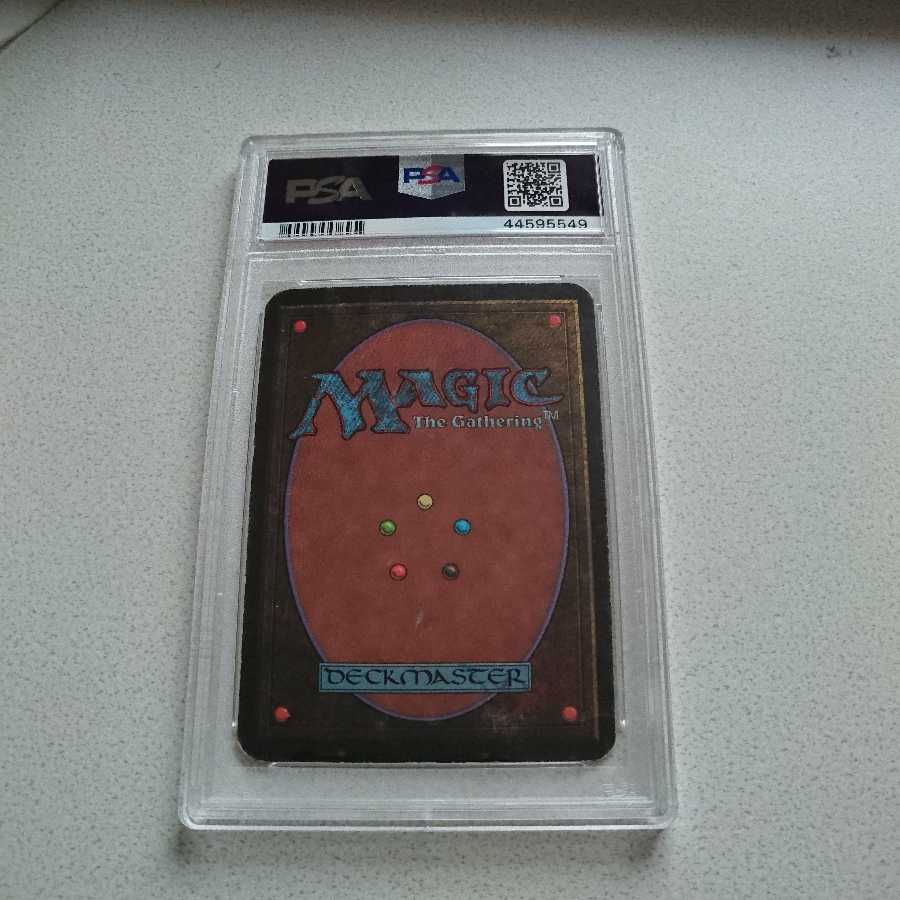 PSA
PSA
44595549
MAGIC
The Gathering™
DECKMASTER